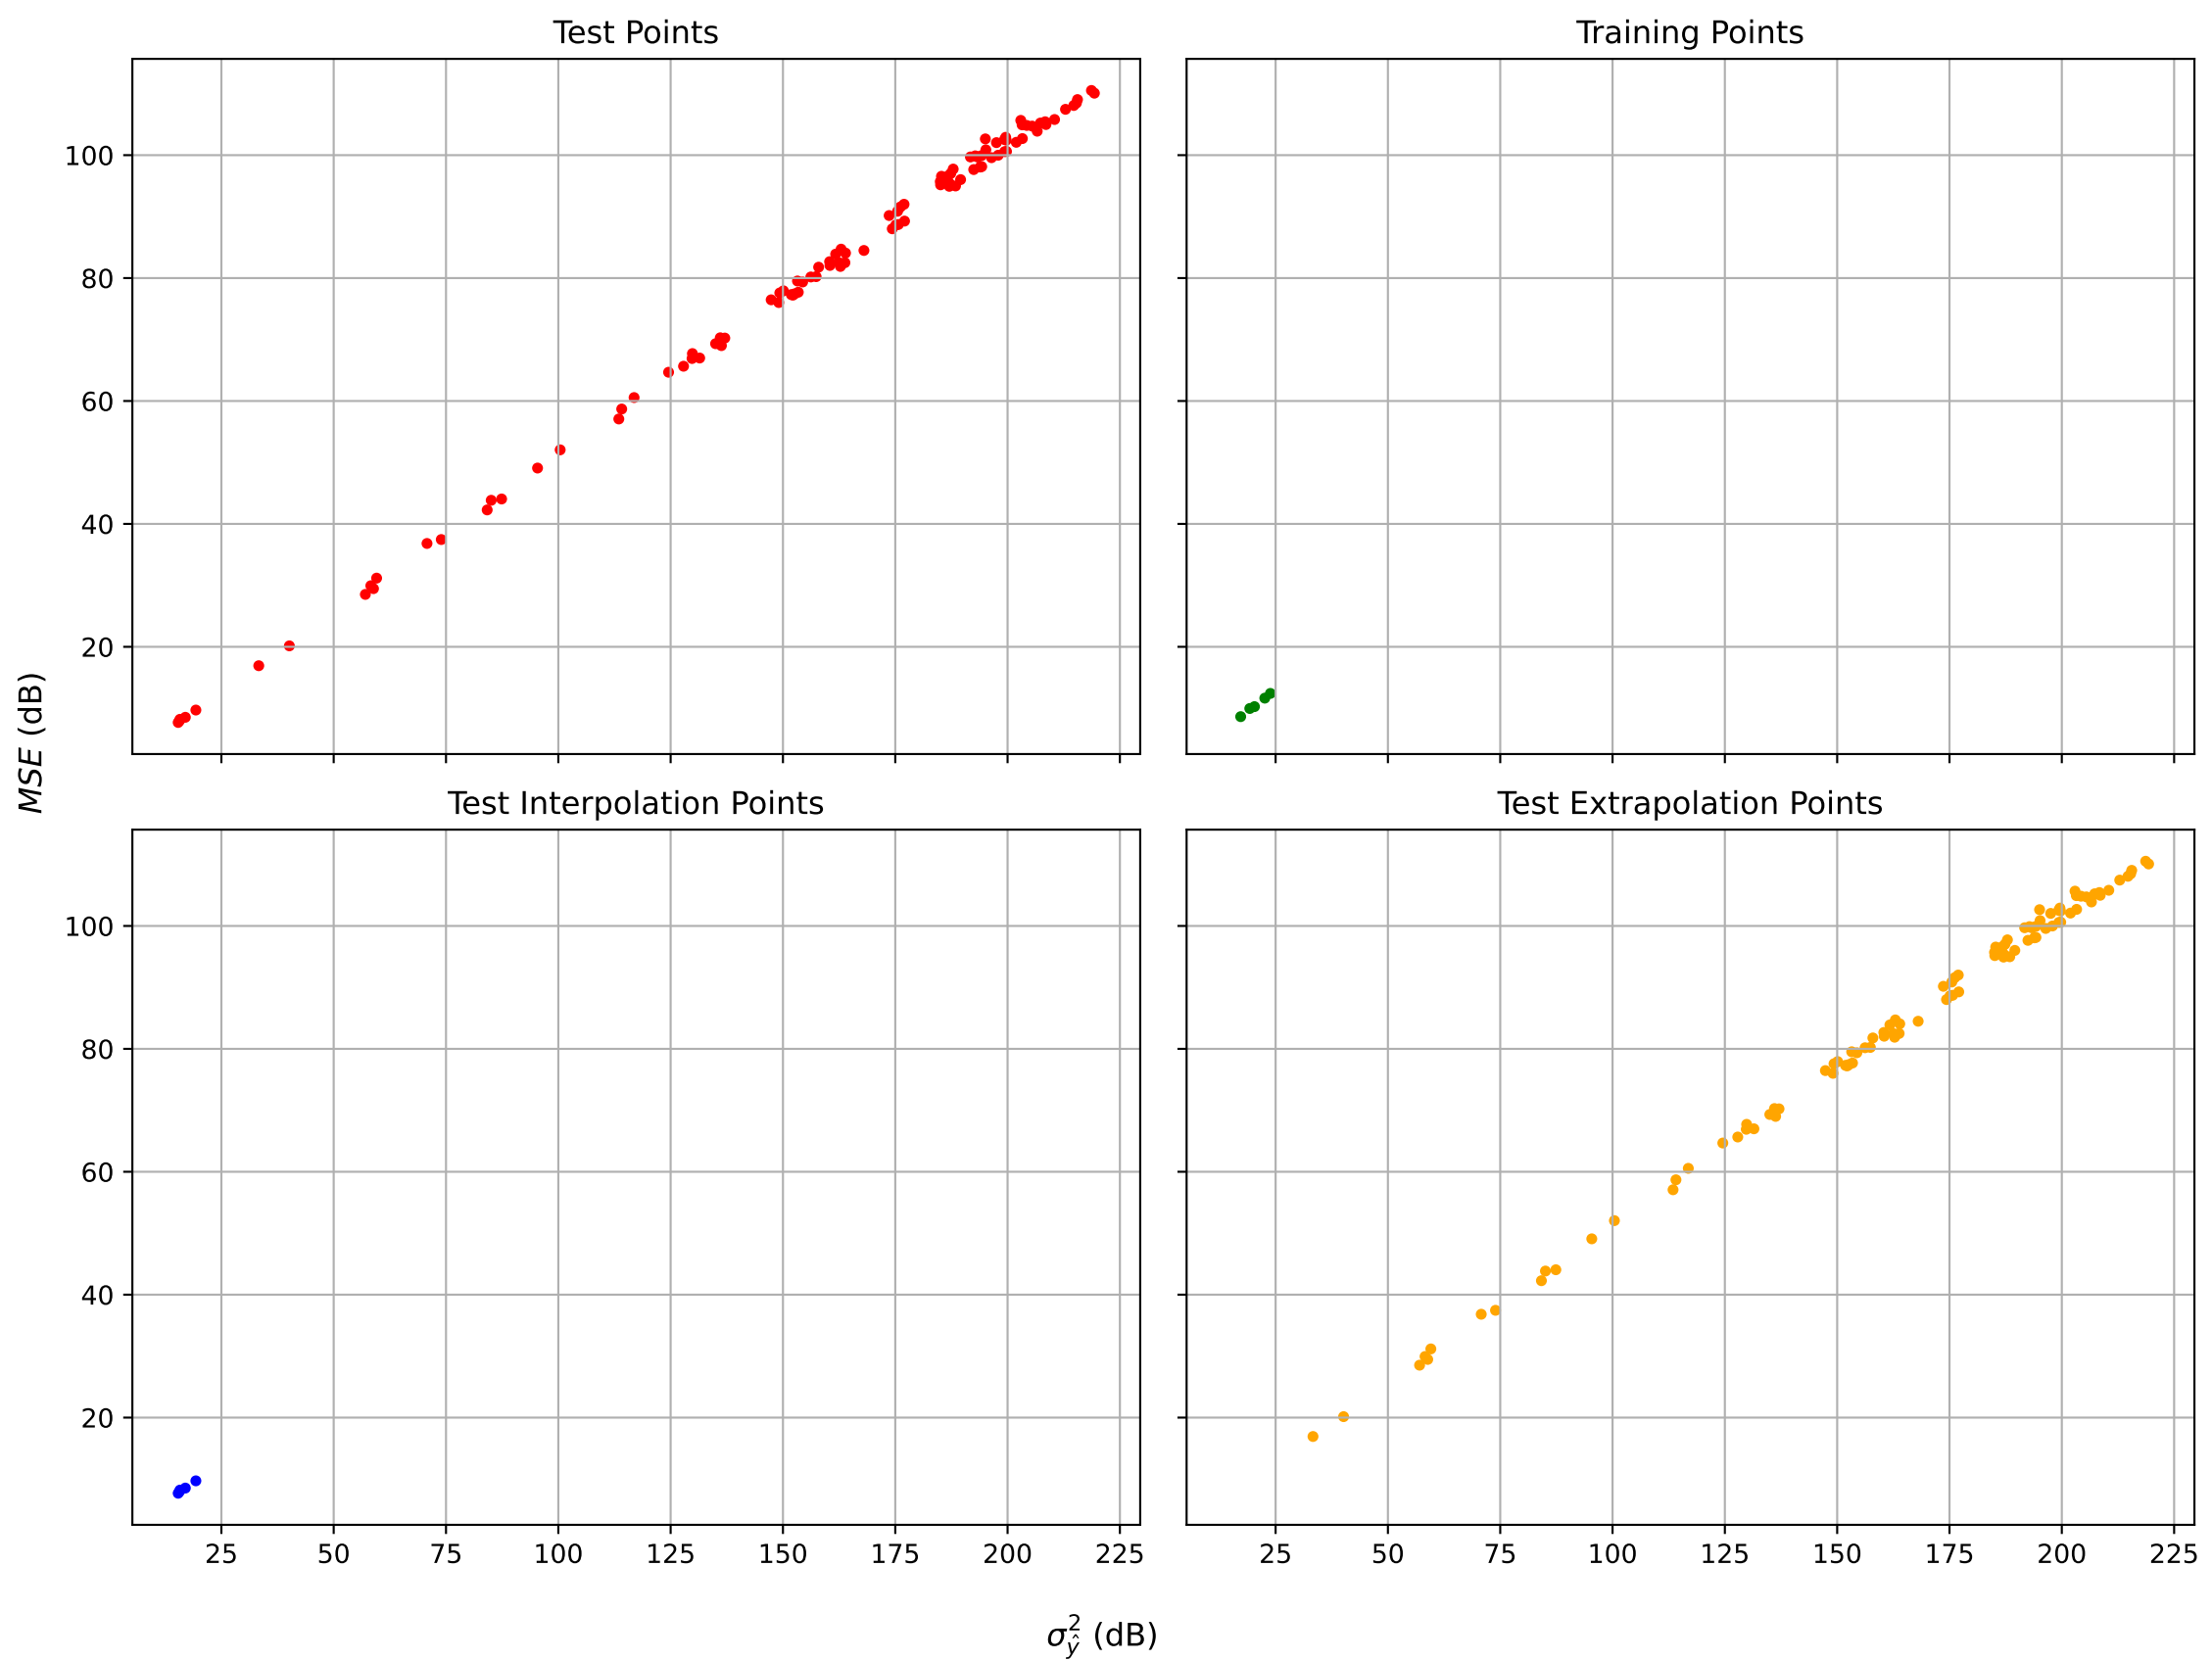 Test Points
Training Points
100
80
60
40
20
MSE (dB)
Test Interpolation Points
Test Extrapolation Points
100
80
60
40
20
25 50 75 100 125 150 175 200 225
25 50 75 100 125 150 175 200 225
σ²_ŷ (dB)